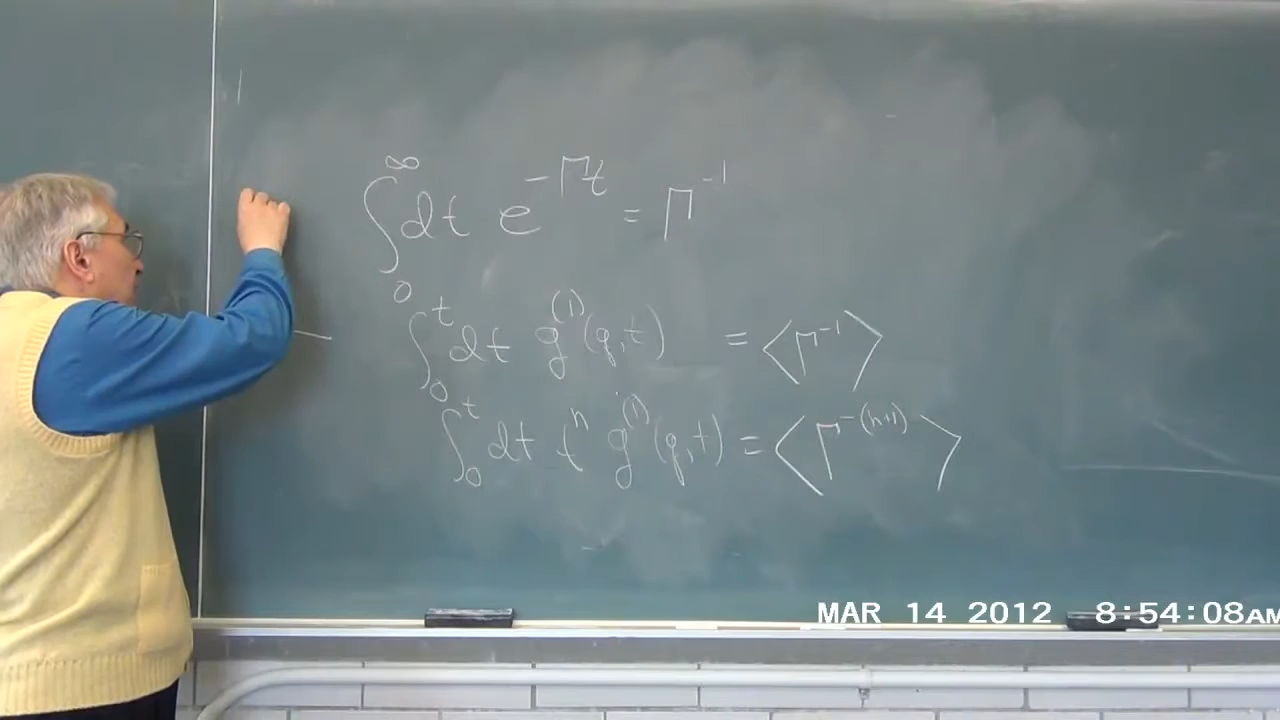 ∫₀^∞ dt e^{-Γt} = Γ^{-1}
∫₀^t dt g^{(1)}(q,t) = ⟨Γ^{-1}⟩
∫₀^t dt t^n g^{(1)}(q,t) = ⟨Γ^{-(n+1)}⟩
MAR 14 2012 8:54:08AM